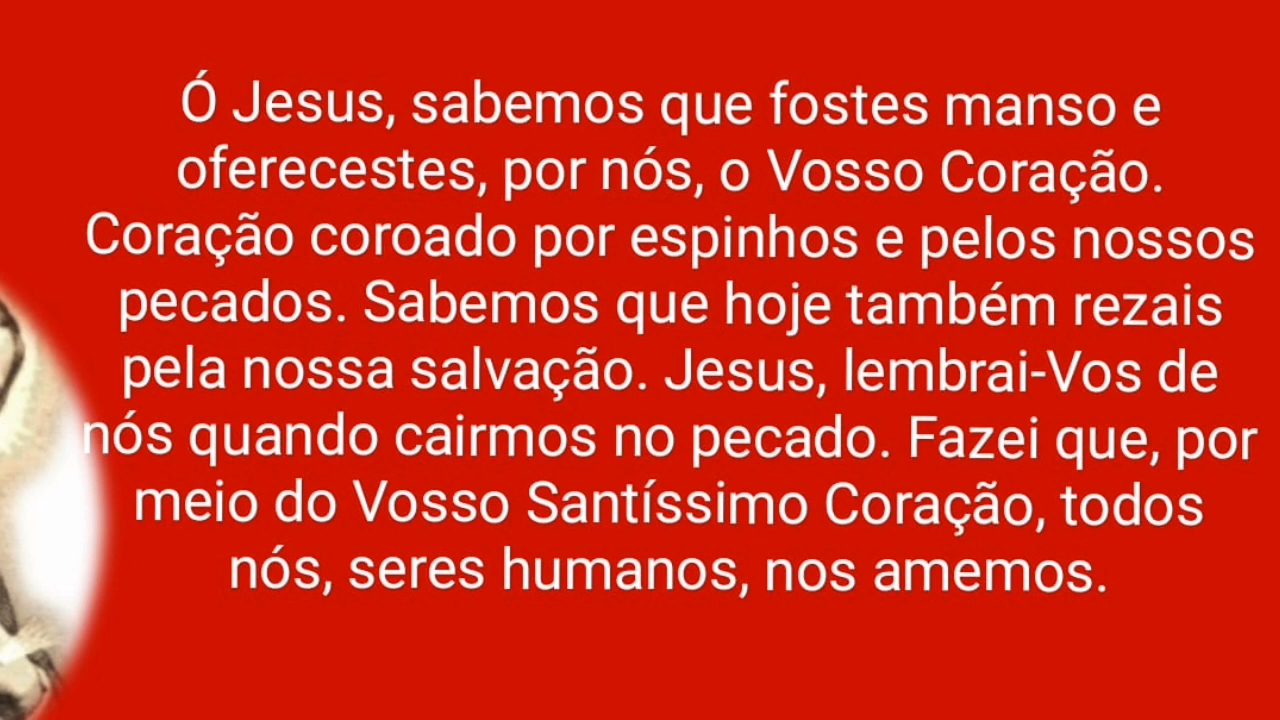 Ó Jesus, sabemos que fostes manso e
oferecestes, por nós, o Vosso Coração.
Coração coroado por espinhos e pelos nossos
pecados. Sabemos que hoje também rezais
pela nossa salvação. Jesus, lembrai-Vos de
nós quando cairmos no pecado. Fazei que, por
meio do Vosso Santíssimo Coração, todos
nós, seres humanos, nos amemos.